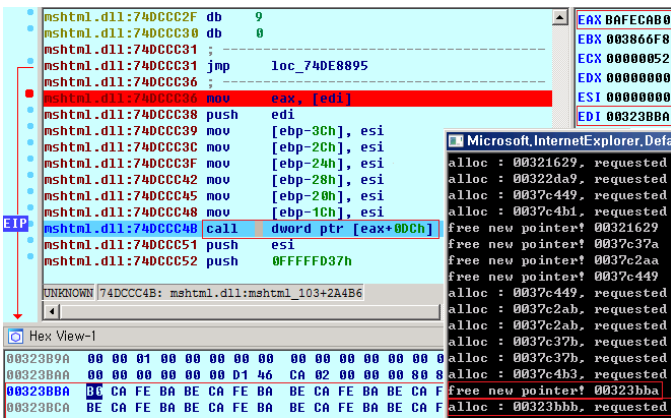 mshtml.dll:74DCCC2F db 9
mshtml.dll:74DCCC30 db 0
mshtml.dll:74DCCC31 ; ---------------------------------------
mshtml.dll:74DCCC31 jmp loc_74DE8895
mshtml.dll:74DCCC36 ; ---------------------------------------
mshtml.dll:74DCCC36 mov eax, [edi]
mshtml.dll:74DCCC38 push edi
mshtml.dll:74DCCC39 mov [ebp-3Ch], esi
mshtml.dll:74DCCC3C mov [ebp-2Ch], esi
mshtml.dll:74DCCC3F mov [ebp-24h], esi
mshtml.dll:74DCCC42 mov [ebp-28h], esi
mshtml.dll:74DCCC45 mov [ebp-20h], esi
mshtml.dll:74DCCC48 mov [ebp-1Ch], esi
EIP mshtml.dll:74DCCC4B call dword ptr [eax+0DCh]
mshtml.dll:74DCCC51 push esi
mshtml.dll:74DCCC52 push 0FFFFFD37h
UNKNOWN 74DCCC4B: mshtml.dll:mshtml_103+2A4B6
EAX BAFECAB0
EBX 003866F8
ECX 00000052
EDX 00000000
ESI 00000000
EDI 00323BBA
Microsoft.InternetExplorer.Defa
alloc : 00321629, requested
alloc : 00322da9, requested
alloc : 0037c449, requested
alloc : 0037c4b1, requested
free new pointer! 00321629
free new pointer! 0037c37a
free new pointer! 0037c2aa
free new pointer! 0037c449
alloc : 0037c449, requested
alloc : 0037c2ab, requested
alloc : 0037c2ab, requested
alloc : 0037c37b, requested
alloc : 0037c37b, requested
alloc : 0037c4b3, requested
free new pointer! 00323bba
alloc : 00323bbb, requested
Hex View-1
00323B9A 00 00 01 00 00 00 00 00 00 00 00 00 00 0
00323BAA 00 00 00 00 00 00 D1 46 CA 02 00 00 00 80 8
00323BBA B0 CA FE BA BE CA FE BA BE CA FE BA BE CA F
00323BCA BE CA FE BA BE CA FE BA BE CA FE BA BE CA F